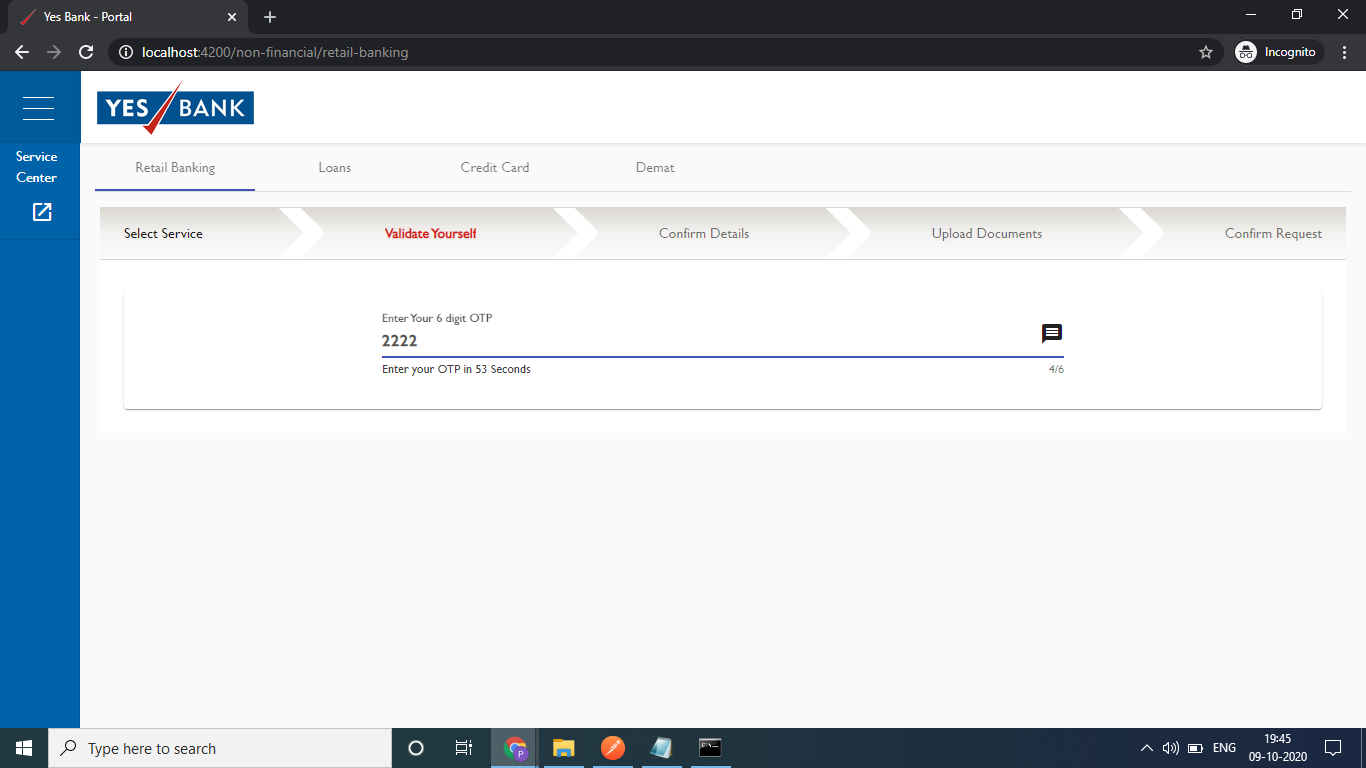 Yes Bank - Portal
localhost:4200/non-financial/retail-banking
Incognito
YES BANK
Service
Center
Retail Banking Loans Credit Card Demat
Select Service Validate Yourself Confirm Details Upload Documents Confirm Request
Enter Your 6 digit OTP
2222
Enter your OTP in 53 Seconds 4/6
Type here to search
P
ENG
19:45
09-10-2020